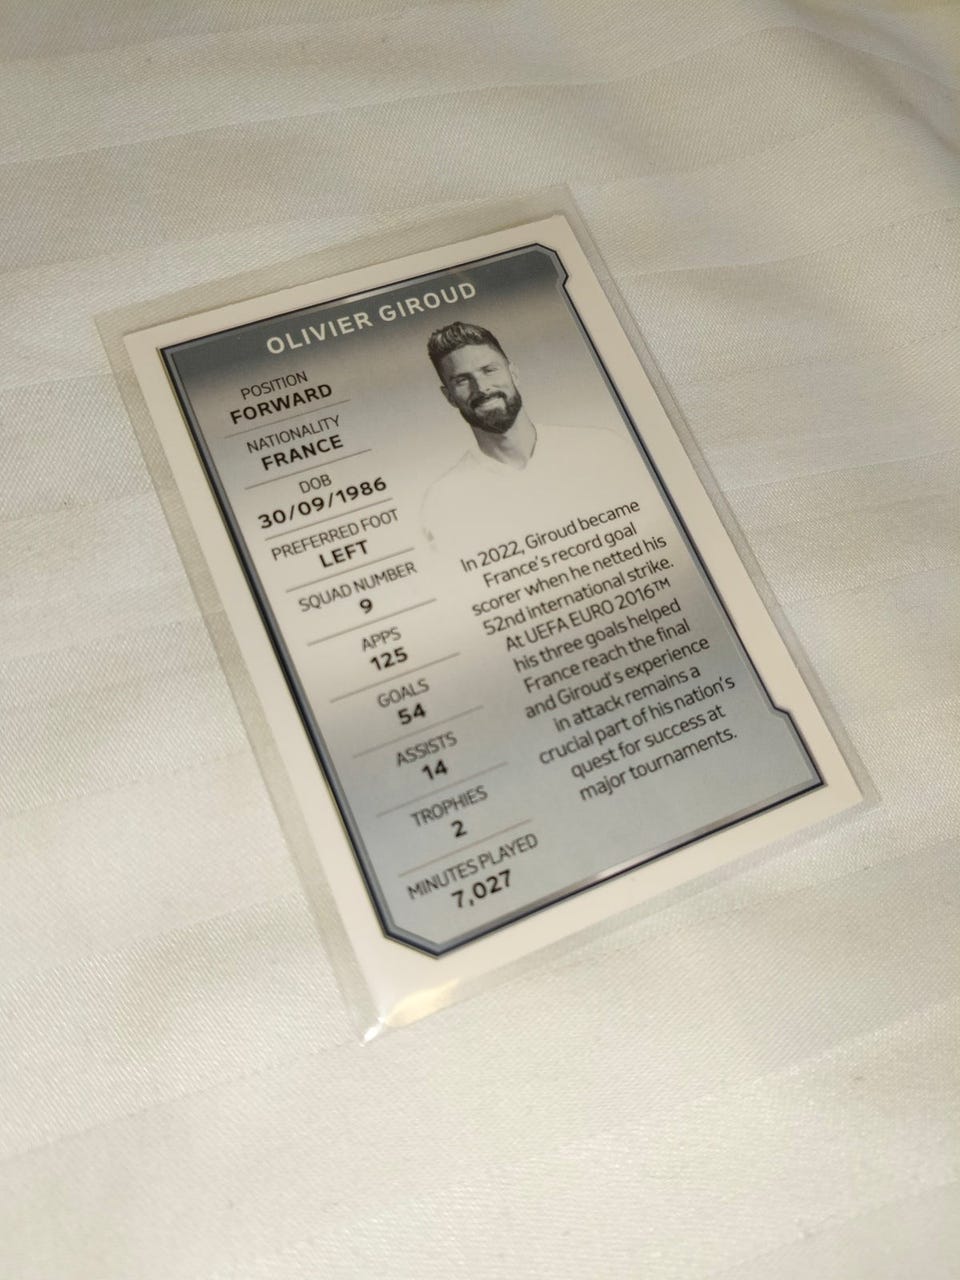 OLIVIER GIROUD
POSITION
FORWARD
NATIONALITY
FRANCE
DOB
30/09/1986
PREFERRED FOOT
LEFT
SQUAD NUMBER
9
APPS
125
GOALS
54
ASSISTS
14
TROPHIES
2
MINUTES PLAYED
7,027
In 2022, Giroud became
France's record goal
scorer when he netted his
52nd international strike.
At UEFA EURO 2016™
his three goals helped
France reach the final
and Giroud's experience
in attack remains a
crucial part of his nation's
quest for success at
major tournaments.